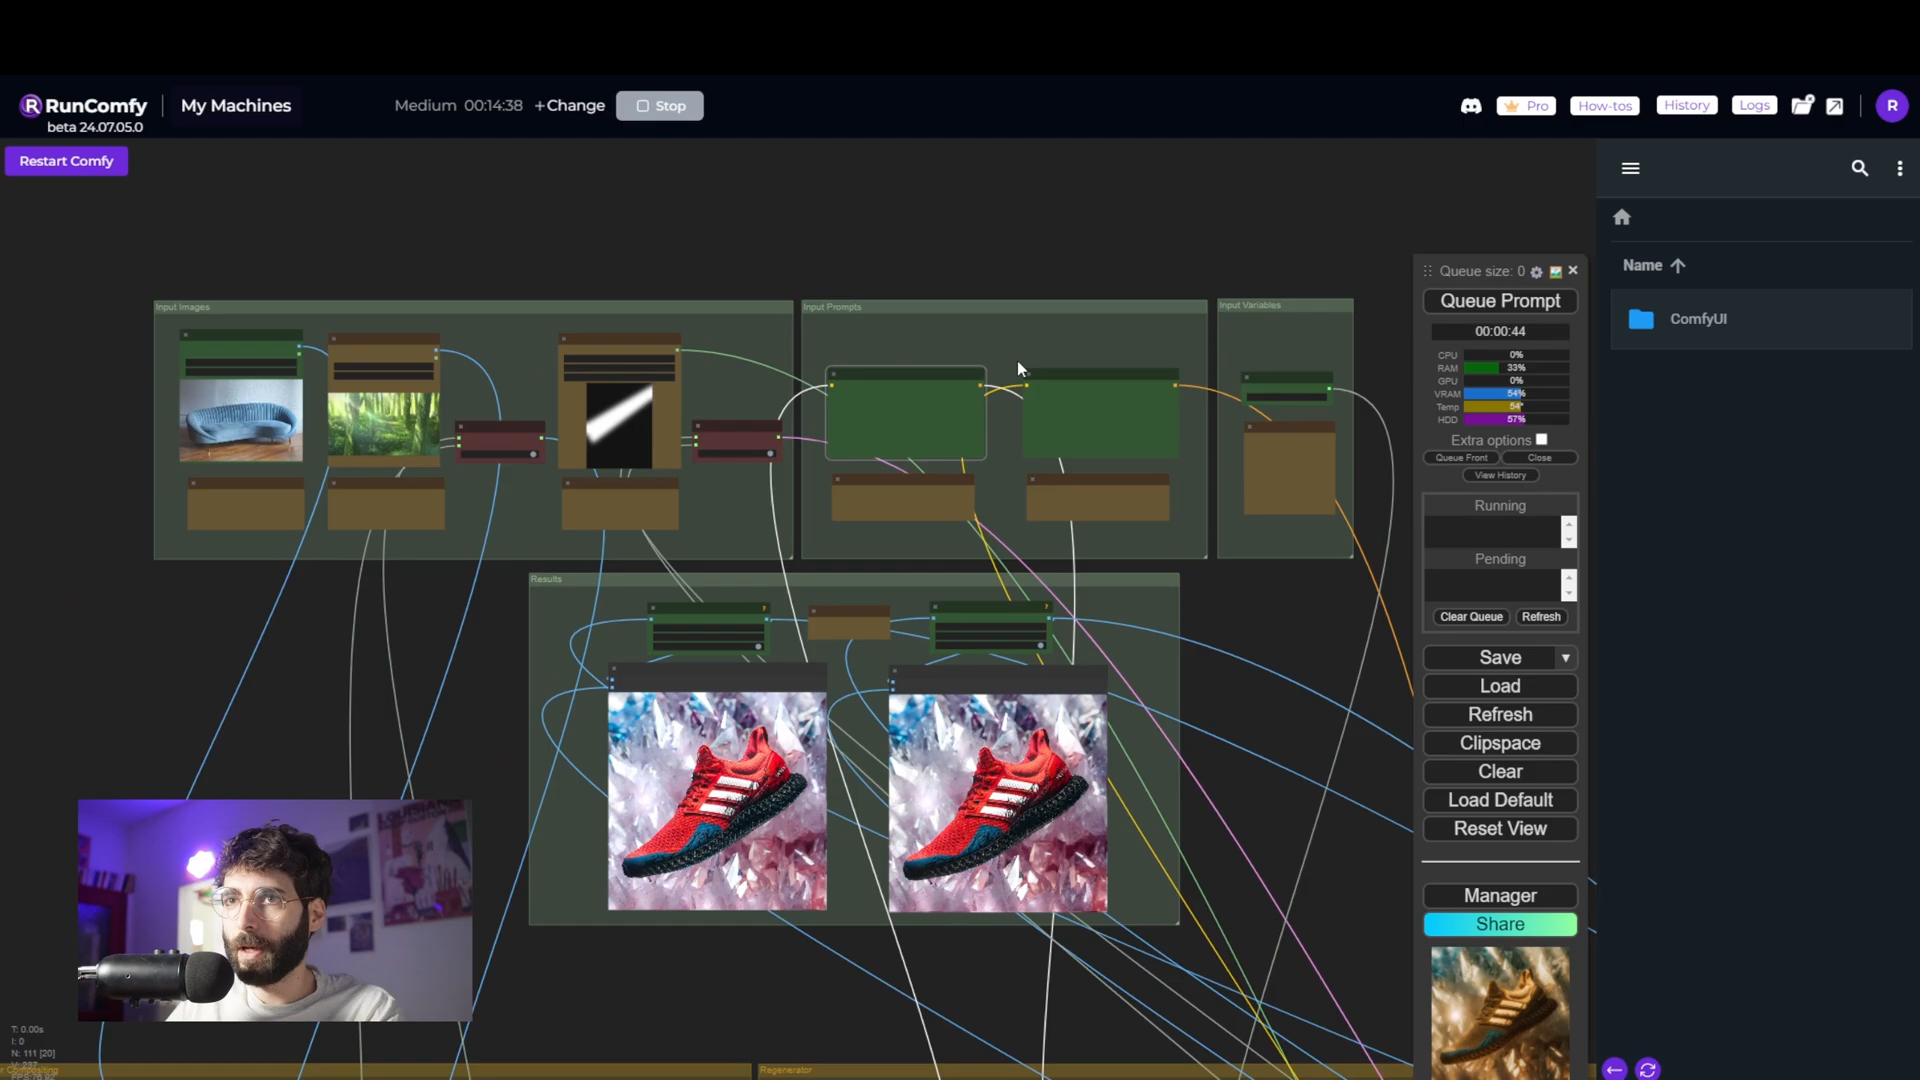 RunComfy
beta 24.07.05.0
My Machines
Medium 00:14:38 +Change
Stop
Pro
How-tos
History
Logs
R
Restart Comfy
Name
ComfyUI
Input Images
Input Prompts
Input Variables
Results
Queue size: 0
Queue Prompt
00:00:44
CPU 0%
RAM 33%
GPU 0%
VRAM 54%
Temp 54°
HDD 57%
Extra options
Queue Front
Close
View History
Running
Pending
Clear Queue
Refresh
Save
Load
Refresh
Clipspace
Clear
Load Default
Reset View
Manager
Share
T: 0.00s
I: 0
N: 111 [20]
Compositing
Regenerator